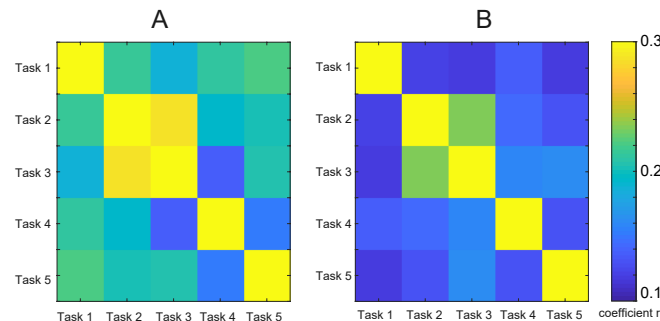 A
B
Task 1
Task 2
Task 3
Task 4
Task 5
Task 1 Task 2 Task 3 Task 4 Task 5
Task 1
Task 2
Task 3
Task 4
Task 5
Task 1 Task 2 Task 3 Task 4 Task 5
0.3
0.2
0.1
coefficient r